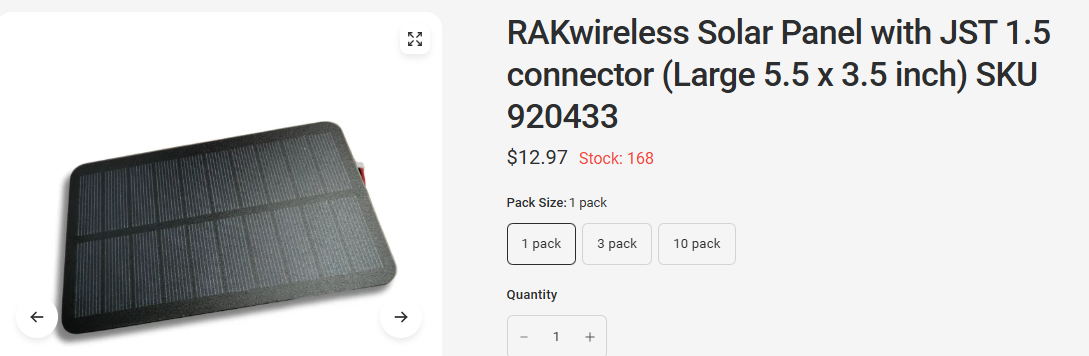 RAKwireless Solar Panel with JST 1.5
connector (Large 5.5 x 3.5 inch) SKU
920433
$12.97 Stock: 168
Pack Size: 1 pack
1 pack 3 pack 10 pack
Quantity
− 1 +